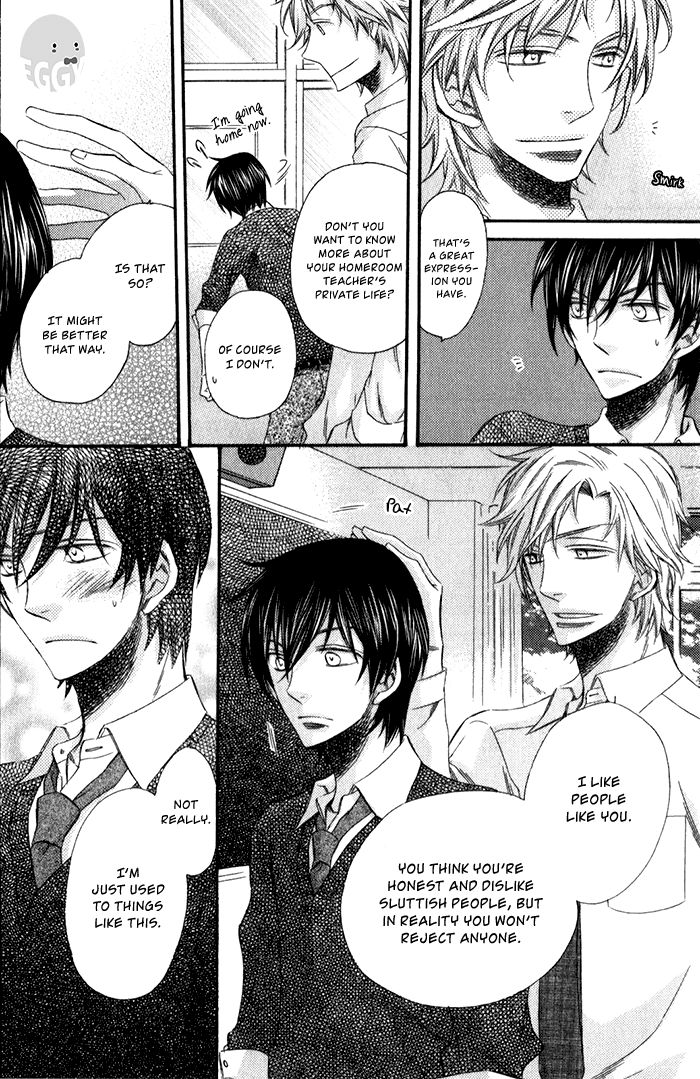 Smirk
THAT'S
A GREAT
EXPRESS-
ION YOU
HAVE.
I'm going
home now.
DON'T YOU
WANT TO KNOW
MORE ABOUT
YOUR HOMEROOM
TEACHER'S
PRIVATE LIFE?
OF COURSE
I DON'T.
IS THAT
SO?
IT MIGHT
BE BETTER
THAT WAY.
EGG
Pat
I LIKE
PEOPLE
LIKE YOU.
YOU THINK YOU'RE
HONEST AND DISLIKE
SLUTTISH PEOPLE, BUT
IN REALITY YOU WON'T
REJECT ANYONE.
NOT
REALLY.
I'M
JUST USED
TO THINGS
LIKE THIS.